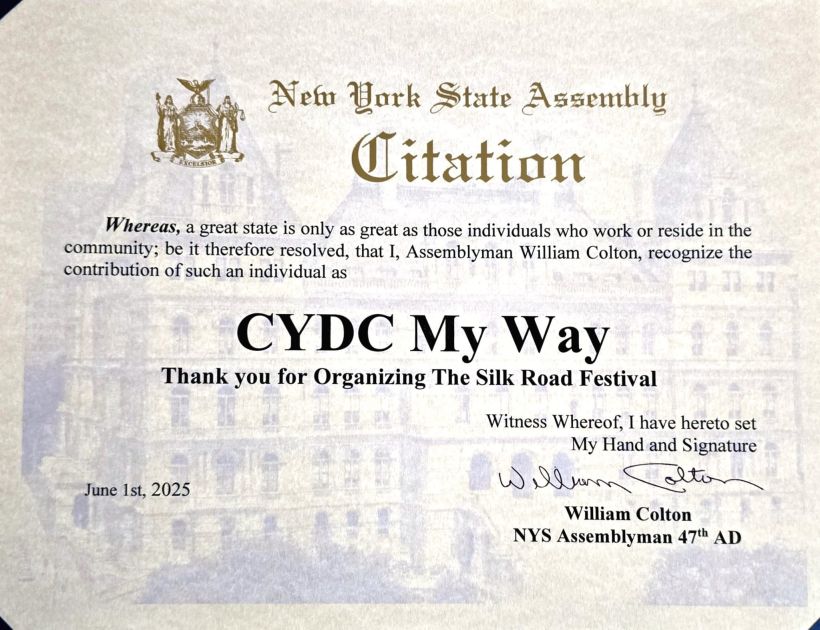 New York State Assembly
EXCELSIOR
Citation
Whereas, a great state is only as great as those individuals who work or reside in the
community; be it therefore resolved, that I, Assemblyman William Colton, recognize the
contribution of such an individual as
CYDC My Way
Thank you for Organizing The Silk Road Festival
Witness Whereof, I have hereto set
My Hand and Signature
June 1st, 2025
William Colton
William Colton
NYS Assemblyman 47th AD